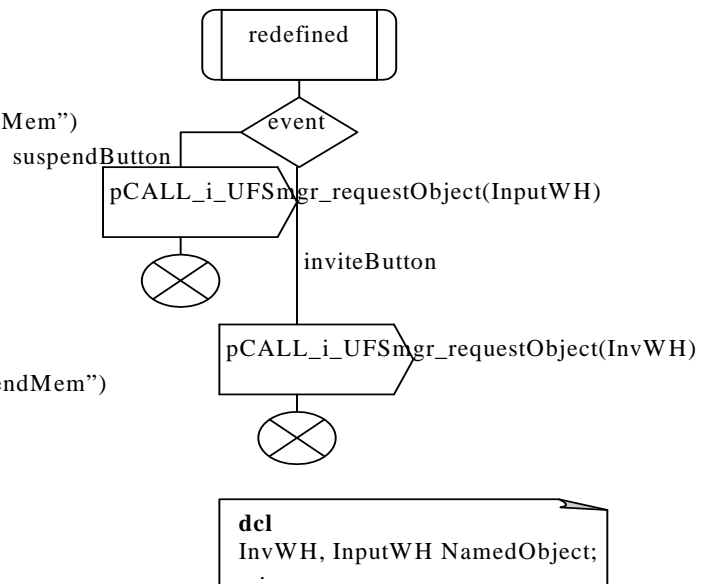 redefined
event
Mem”)
suspendButton
pCALL_i_UFSmgr_requestObject(InputWH)
inviteButton
pCALL_i_UFSmgr_requestObject(InvWH)
endMem”)
dcl
InvWH, InputWH NamedObject;